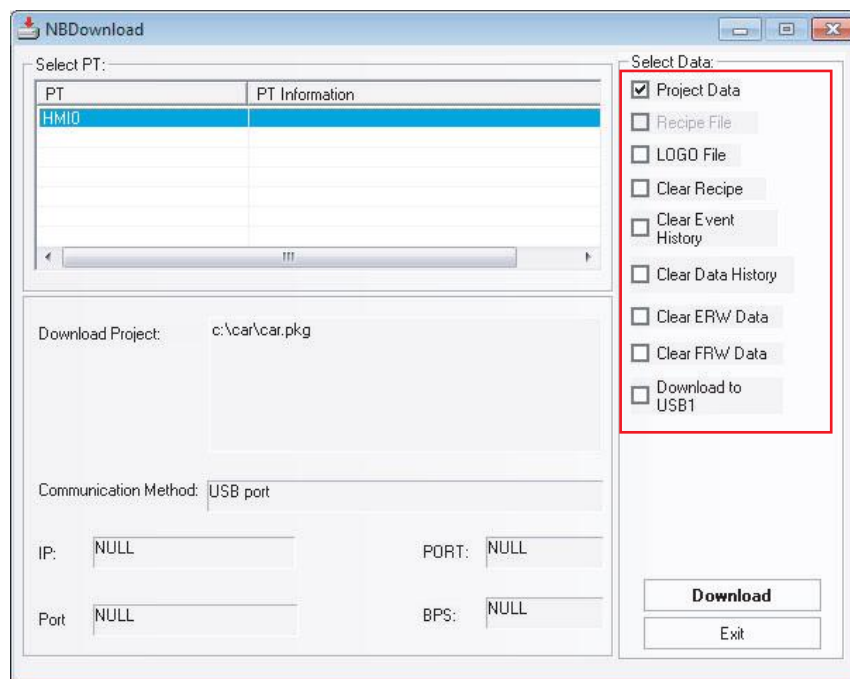 NBDownload
Select PT:
PT
PT Information
HMI0
Download Project:
c:\car\car.pkg
Communication Method:
USB port
IP:
NULL
PORT:
NULL
Port
NULL
BPS:
NULL
Select Data:
Project Data
Recipe File
LOGO File
Clear Recipe
Clear Event
History
Clear Data History
Clear ERW Data
Clear FRW Data
Download to
USB1
Download
Exit